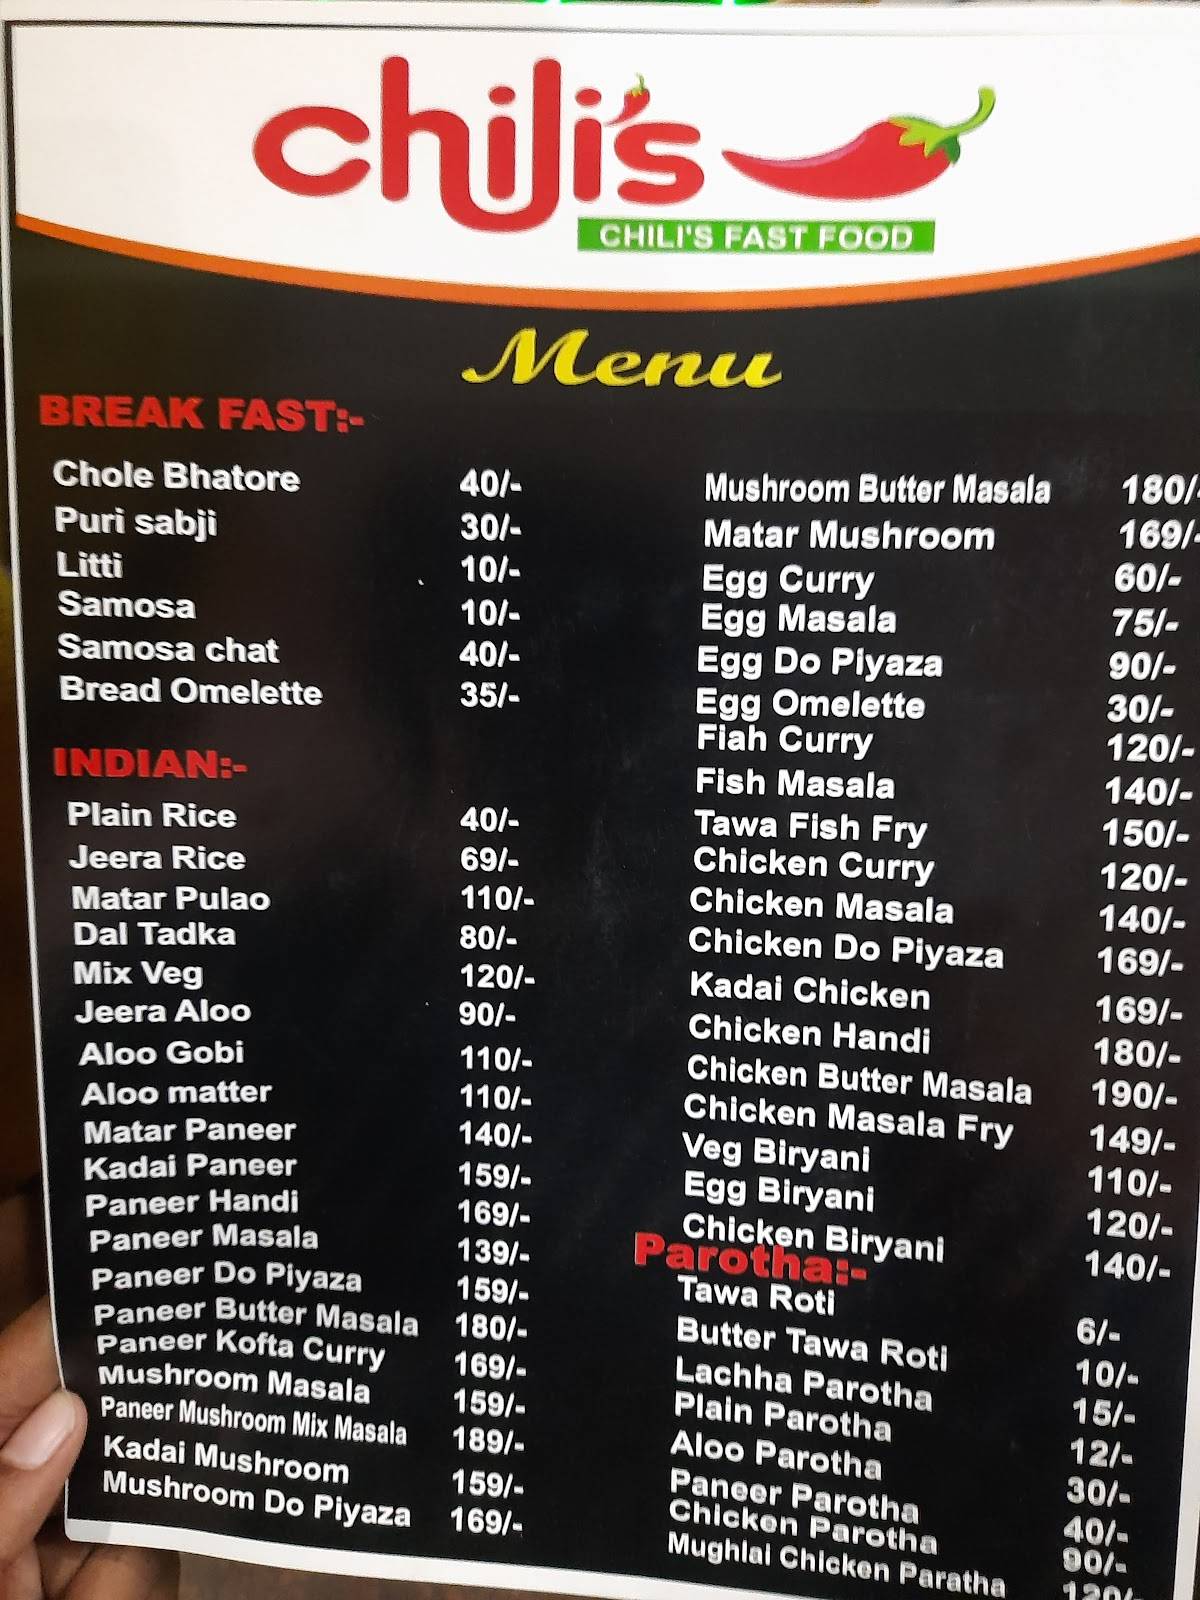 chili's
CHILI'S FAST FOOD
Menu
BREAK FAST:-
Chole Bhatore 40/-
Puri sabji 30/-
Litti 10/-
Samosa 10/-
Samosa chat 40/-
Bread Omelette 35/-
INDIAN:-
Plain Rice 40/-
Jeera Rice 69/-
Matar Pulao 110/-
Dal Tadka 80/-
Mix Veg 120/-
Jeera Aloo 90/-
Aloo Gobi 110/-
Aloo matter 110/-
Matar Paneer 140/-
Kadai Paneer 159/-
Paneer Handi 169/-
Paneer Masala 139/-
Paneer Do Piyaza 159/-
Paneer Butter Masala 180/-
Paneer Kofta Curry 169/-
Mushroom Masala 159/-
Paneer Mushroom Mix Masala 189/-
Kadai Mushroom 159/-
Mushroom Do Piyaza 169/-
Mushroom Butter Masala 180/-
Matar Mushroom 169/-
Egg Curry 60/-
Egg Masala 75/-
Egg Do Piyaza 90/-
Egg Omelette 30/-
Fiah Curry 120/-
Fish Masala 140/-
Tawa Fish Fry 150/-
Chicken Curry 120/-
Chicken Masala 140/-
Chicken Do Piyaza 169/-
Kadai Chicken 169/-
Chicken Handi 180/-
Chicken Butter Masala 190/-
Chicken Masala Fry 149/-
Veg Biryani 110/-
Egg Biryani 120/-
Chicken Biryani 140/-
Parotha:-
Tawa Roti 6/-
Butter Tawa Roti 10/-
Lachha Parotha 15/-
Plain Parotha 12/-
Aloo Parotha 30/-
Paneer Parotha 40/-
Chicken Parotha 90/-
Mughlai Chicken Paratha 120/-